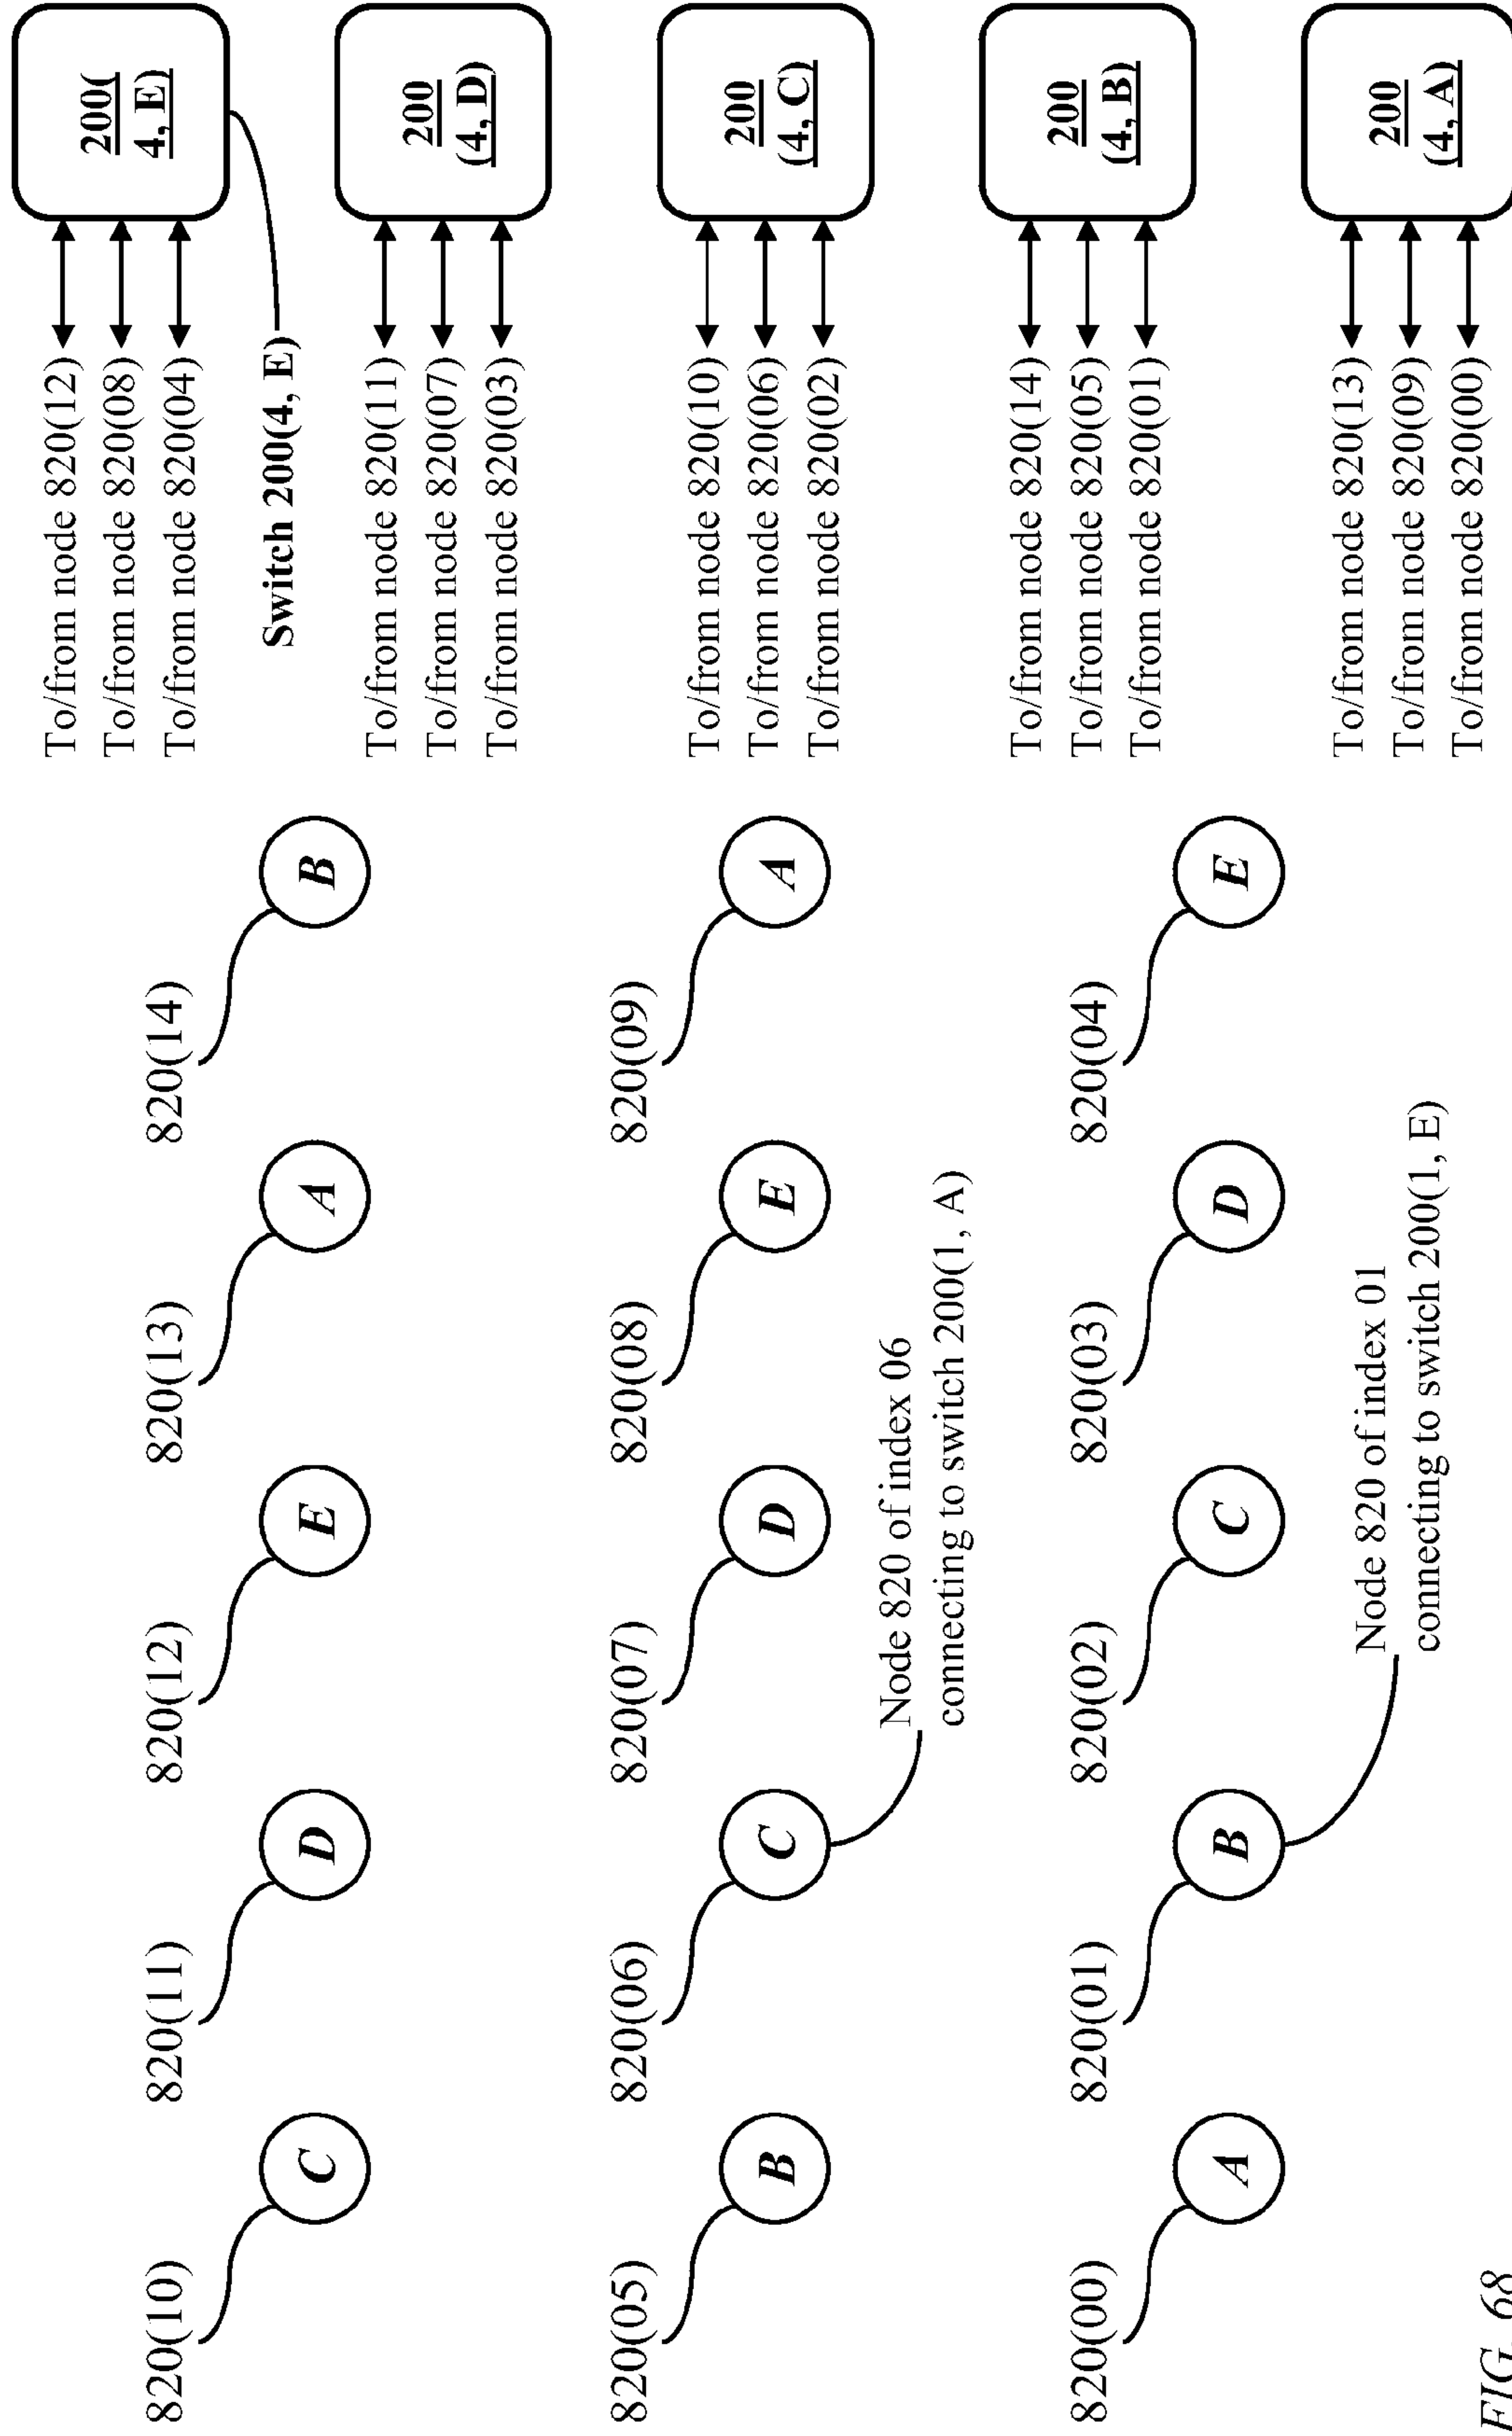 820(10)
820(11)
820(12)
820(13)
820(14)
C
D
E
A
B
820(05)
820(06)
820(07)
820(08)
820(09)
B
C
D
E
A
Node 820 of index 06
connecting to switch 200(1, A)
820(00)
820(01)
820(02)
820(03)
820(04)
A
B
C
D
E
Node 820 of index 01
connecting to switch 200(1, E)
To/from node 820(12)
To/from node 820(08)
To/from node 820(04)
200(
4, E)
Switch 200(4, E)
To/from node 820(11)
To/from node 820(07)
To/from node 820(03)
200
(4, D)
To/from node 820(10)
To/from node 820(06)
To/from node 820(02)
200
(4, C)
To/from node 820(14)
To/from node 820(05)
To/from node 820(01)
200
(4, B)
To/from node 820(13)
To/from node 820(09)
To/from node 820(00)
200
(4, A)
FIG. 68